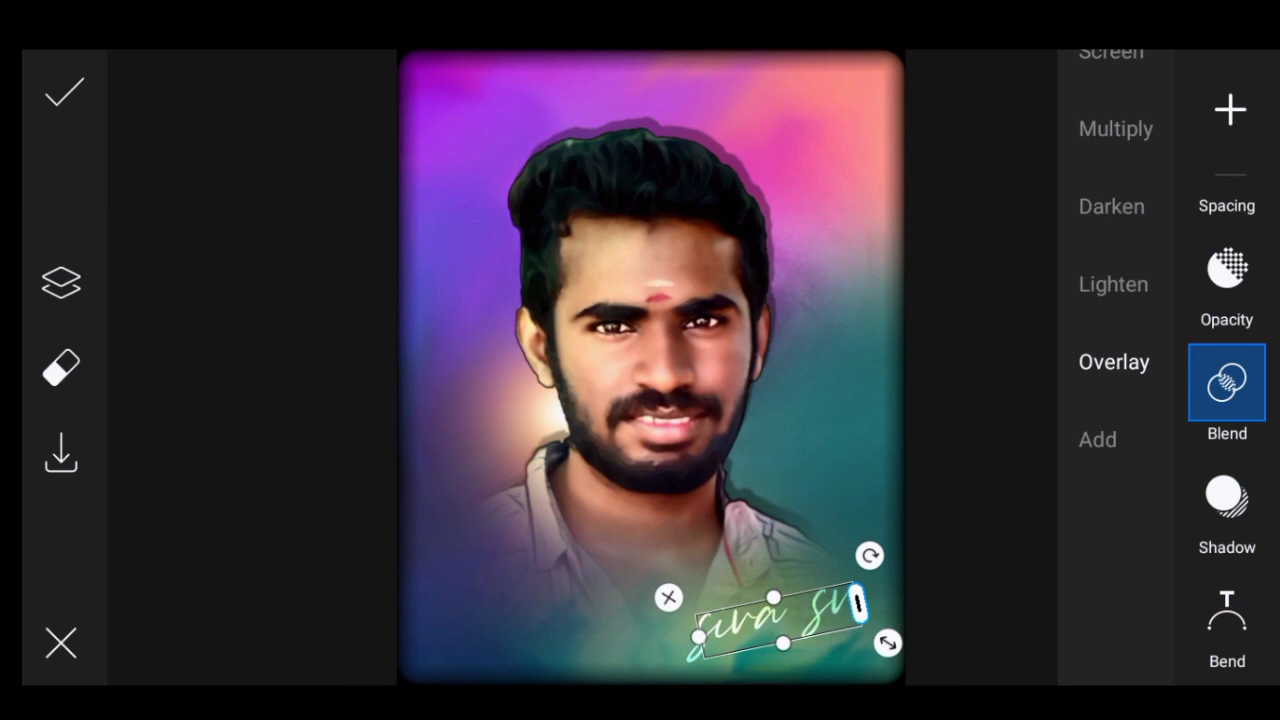 Screen
Multiply
Darken
Lighten
Overlay
Add
Spacing
Opacity
Blend
Shadow
T
Bend
siva